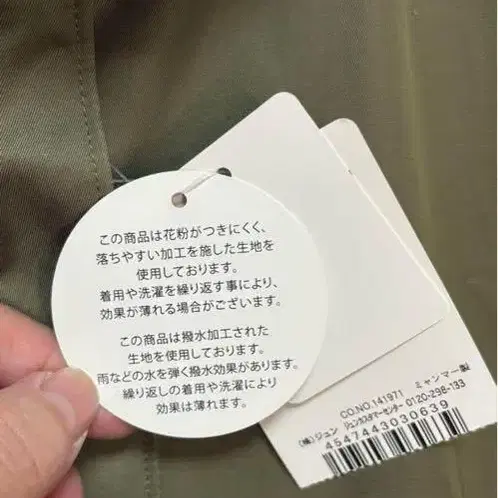 この商品は花粉がつきにくく、
落ちやすい加工を施した生地を
使用しております。
着用や洗濯を繰り返す事により、
効果が薄れる場合がございます。
この商品は撥水加工された
生地を使用しております。
雨などの水を弾く撥水効果があります。
繰り返しの着用や洗濯により
効果は薄れます。
CO.NO.141971 ミャンマー製
(株)ジュン ジュンカスタマーセンター 0120-298-133
4547443030639